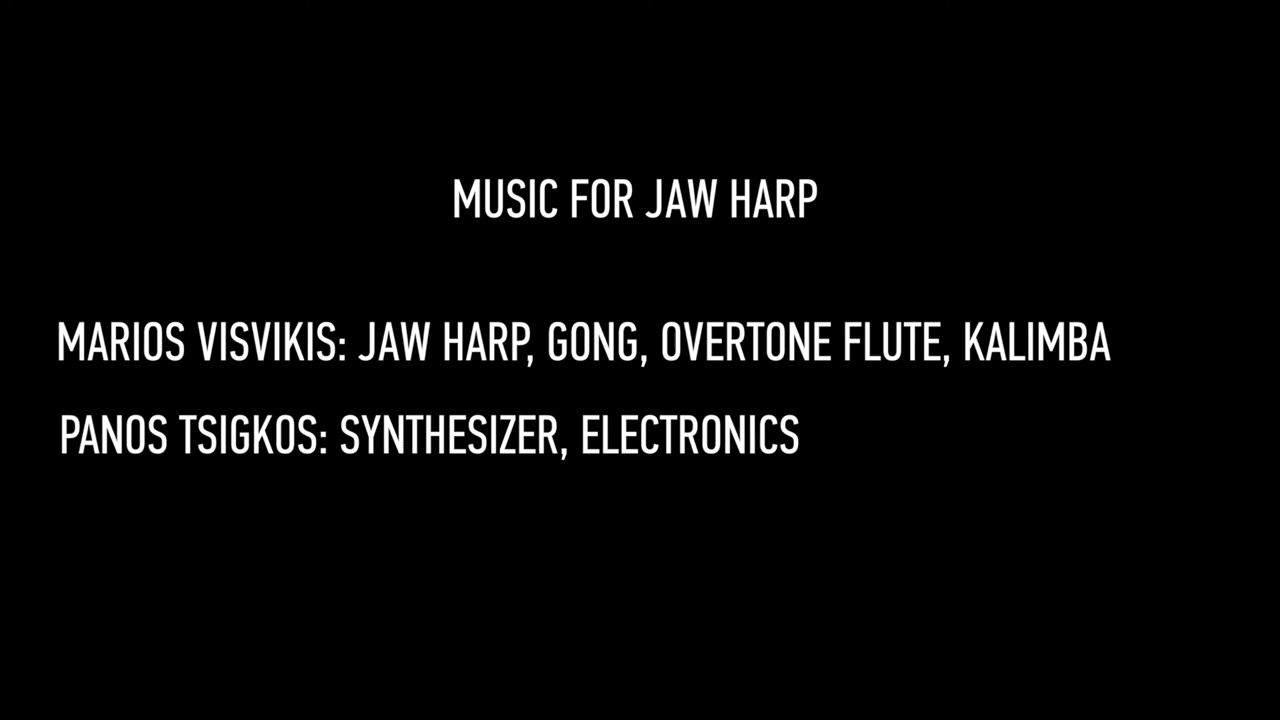 MUSIC FOR JAW HARP
MARIOS VISVIKIS: JAW HARP, GONG, OVERTONE FLUTE, KALIMBA
PANOS TSIGKOS: SYNTHESIZER, ELECTRONICS